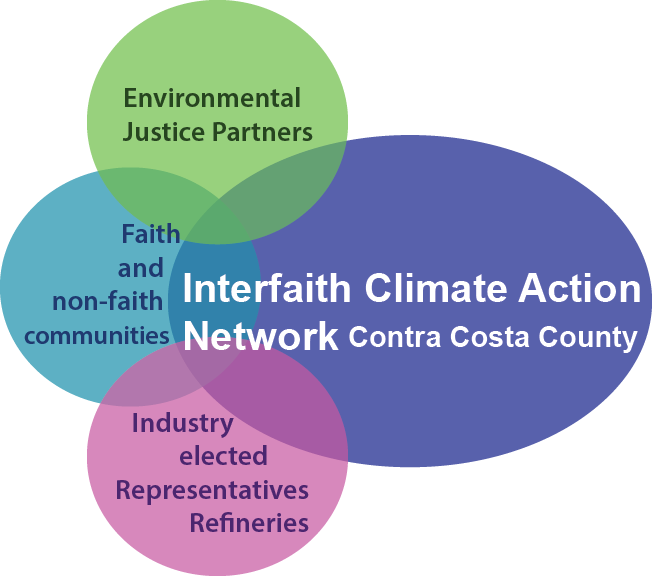 Environmental
Justice Partners
Faith
and
non-faith
communities
Interfaith Climate Action
Network Contra Costa County
Industry
elected
Representatives
Refineries